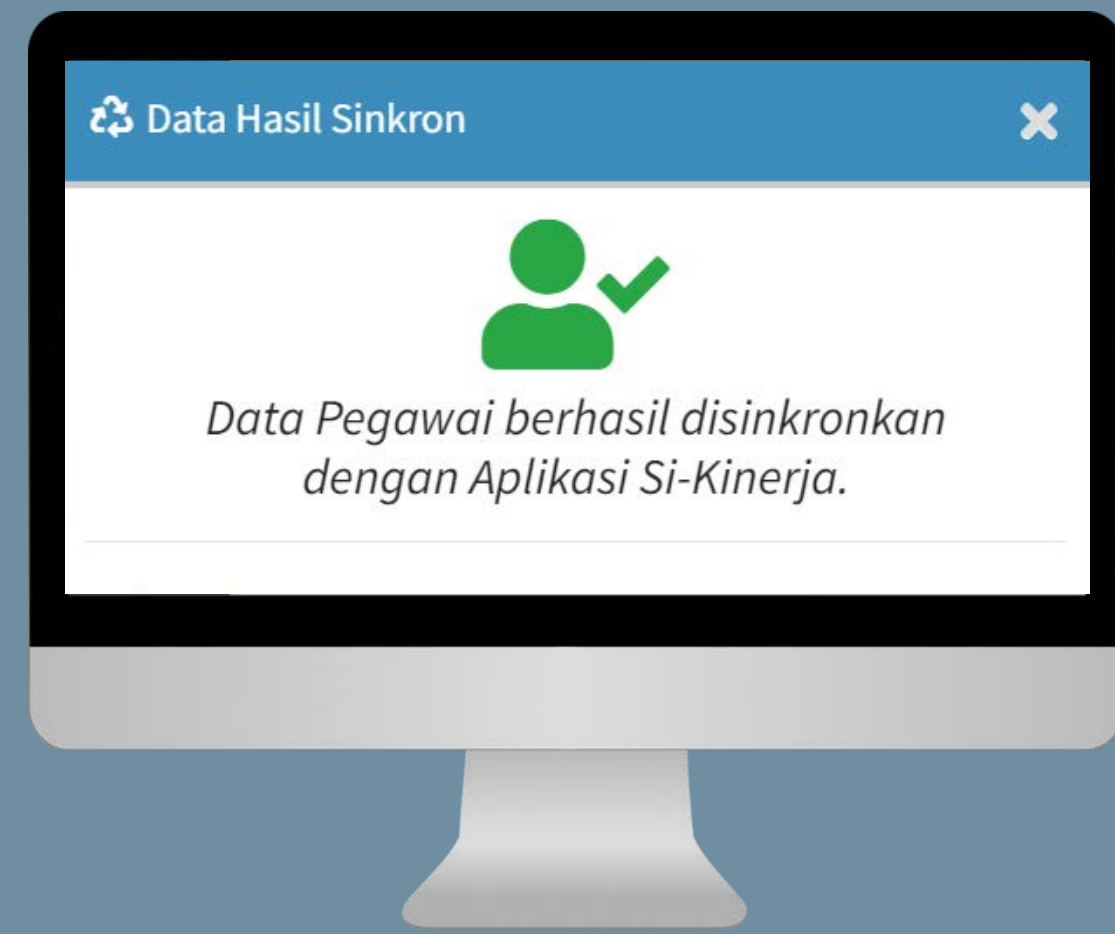 Data Hasil Sinkron
Data Pegawai berhasil disinkronkan
dengan Aplikasi Si-Kinerja.